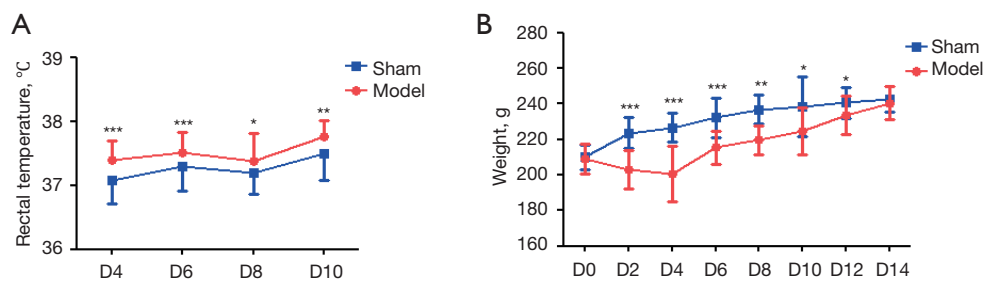 A
Rectal temperature, ℃
39
38
37
36
*** *** * **
D4 D6 D8 D10
Sham
Model
B
Weight, g
280
260
240
220
200
180
160
*** *** *** ** * *
D0 D2 D4 D6 D8 D10 D12 D14
Sham
Model